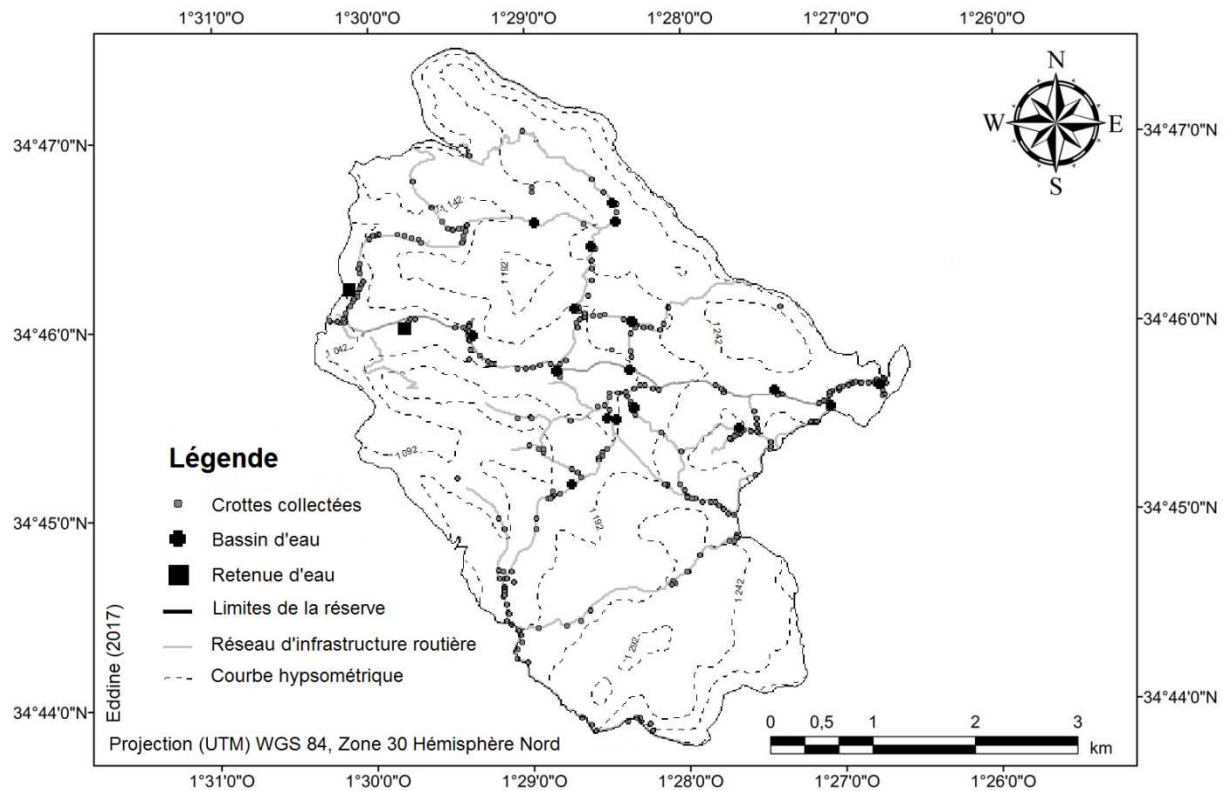 1°31'0"O 1°30'0"O 1°29'0"O 1°28'0"O 1°27'0"O 1°26'0"O
N
W E
S
34°47'0"N 34°47'0"N
1 142
192
34°46'0"N 34°46'0"N
1 042
1 242
1 092
Légende
Crottes collectées
34°45'0"N 34°45'0"N
1 192
Bassin d'eau
Retenue d'eau
1 242
Limites de la réserve
Réseau d'infrastructure routière
1 292
Courbe hypsométrique
Eddine (2017)
34°44'0"N 34°44'0"N
0 0,5 1 2 3
km
Projection (UTM) WGS 84, Zone 30 Hémisphère Nord
1°31'0"O 1°30'0"O 1°29'0"O 1°28'0"O 1°27'0"O 1°26'0"O